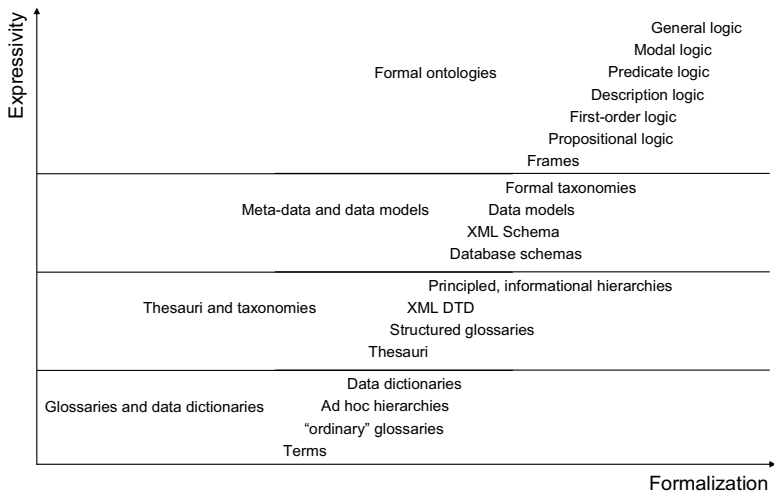 Expressivity
General logic
Modal logic
Formal ontologies
Predicate logic
Description logic
First-order logic
Propositional logic
Frames
Formal taxonomies
Meta-data and data models
Data models
XML Schema
Database schemas
Principled, informational hierarchies
Thesauri and taxonomies
XML DTD
Structured glossaries
Thesauri
Data dictionaries
Glossaries and data dictionaries
Ad hoc hierarchies
“ordinary” glossaries
Terms
Formalization